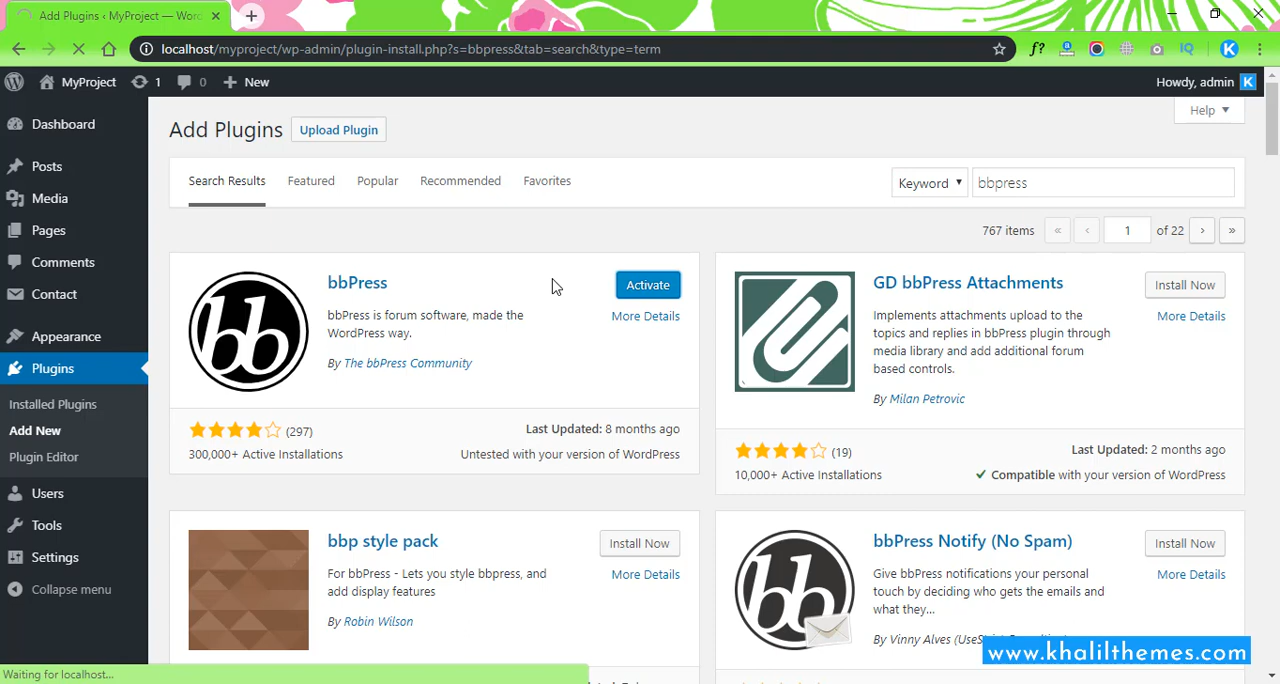 Add Plugins ‹ MyProject — Wor
localhost/myproject/wp-admin/plugin-install.php?s=bbpress&tab=search&type=term
f?
a
IQ
K
MyProject
1
0
New
Howdy, admin
K
Dashboard
Posts
Media
Pages
Comments
Contact
Appearance
Plugins
Installed Plugins
Add New
Plugin Editor
Users
Tools
Settings
Collapse menu
Help
Add Plugins
Upload Plugin
Search Results
Featured
Popular
Recommended
Favorites
Keyword
bbpress
767 items
«
‹
1
of 22
›
»
bb
bbPress
Activate
More Details
bbPress is forum software, made the
WordPress way.
By The bbPress Community
(297)
300,000+ Active Installations
Last Updated: 8 months ago
Untested with your version of WordPress
GD bbPress Attachments
Install Now
More Details
Implements attachments upload to the
topics and replies in bbPress plugin through
media library and add additional forum
based controls.
By Milan Petrovic
(19)
10,000+ Active Installations
Last Updated: 2 months ago
Compatible with your version of WordPress
bbp style pack
Install Now
More Details
For bbPress - Lets you style bbpress, and
add display features
By Robin Wilson
bb
bbPress Notify (No Spam)
Install Now
More Details
Give bbPress notifications your personal
touch by deciding who gets the emails and
what they...
By Vinny Alves
www.khalilthemes.com
Waiting for localhost...